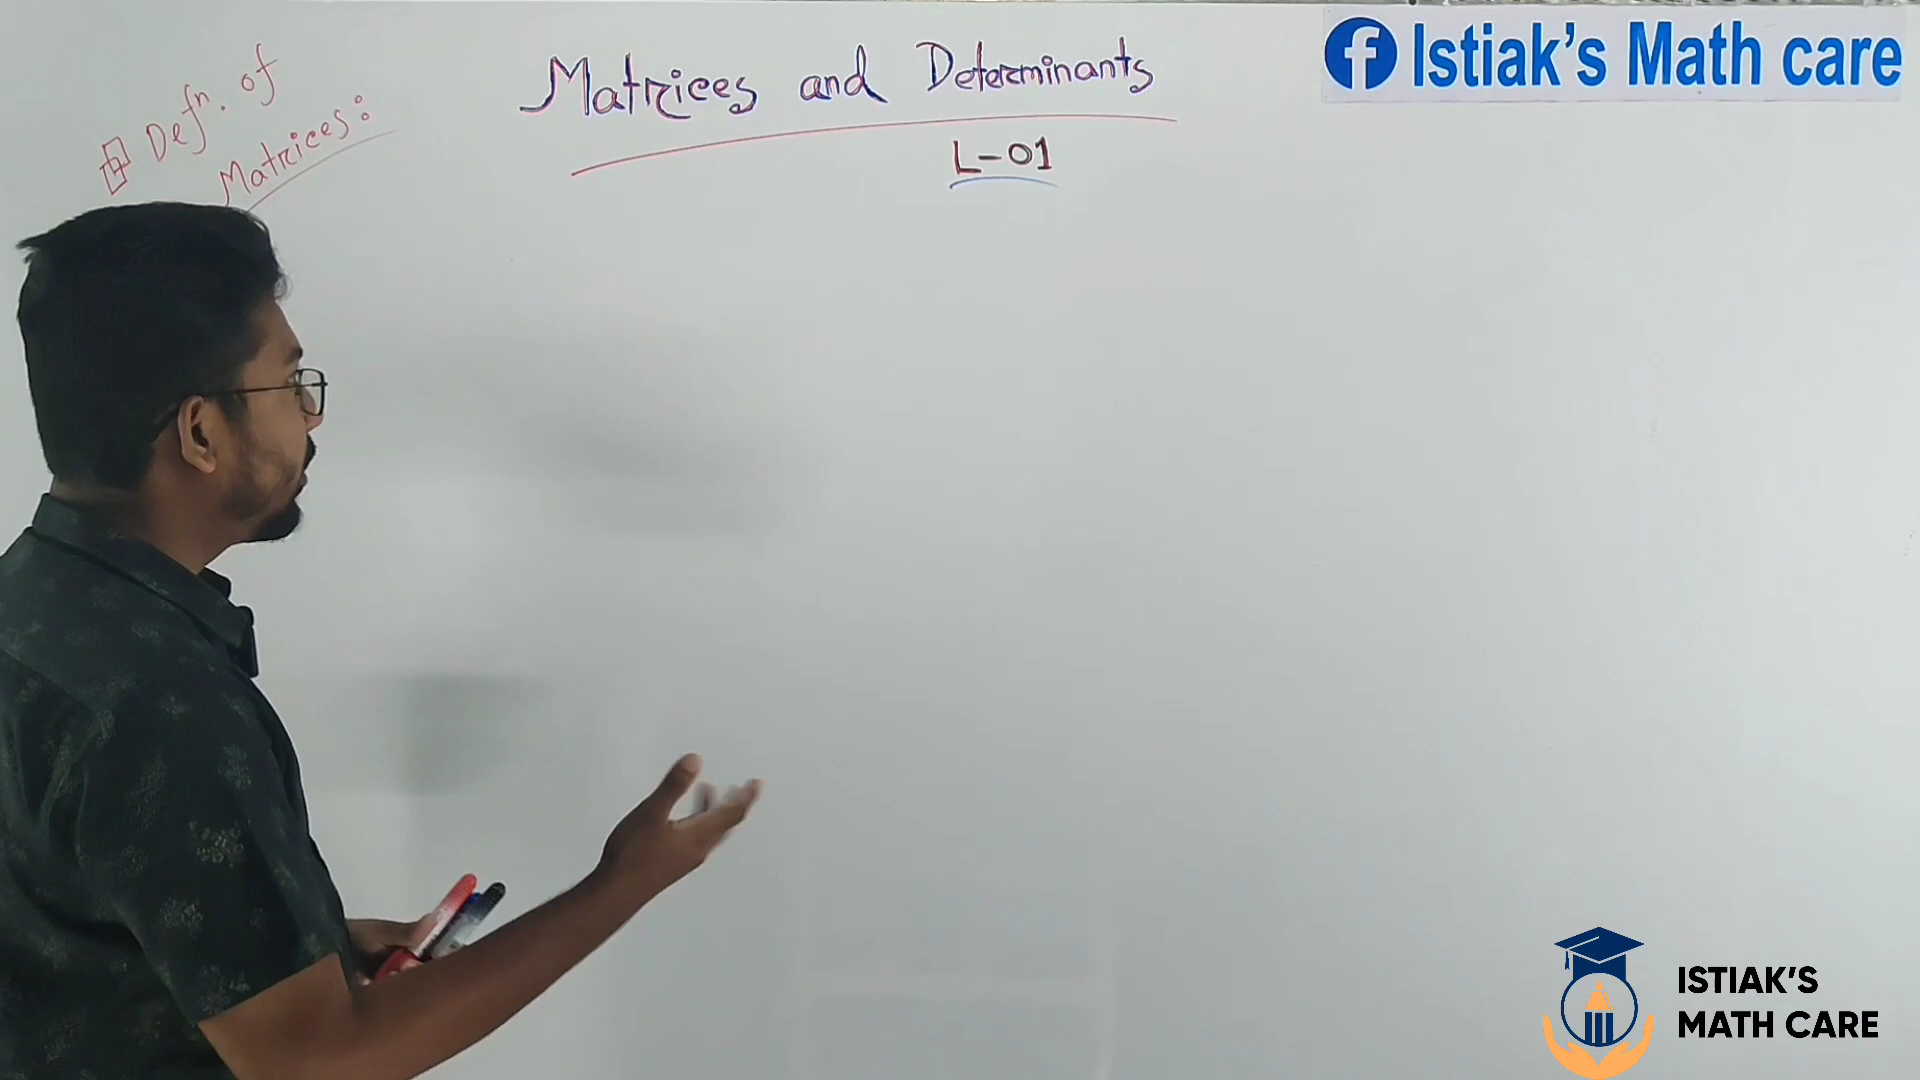 Matrices and Determinants
L-01
Defn. of
Matrices:
Istiak's Math care
ISTIAK'S
MATH CARE